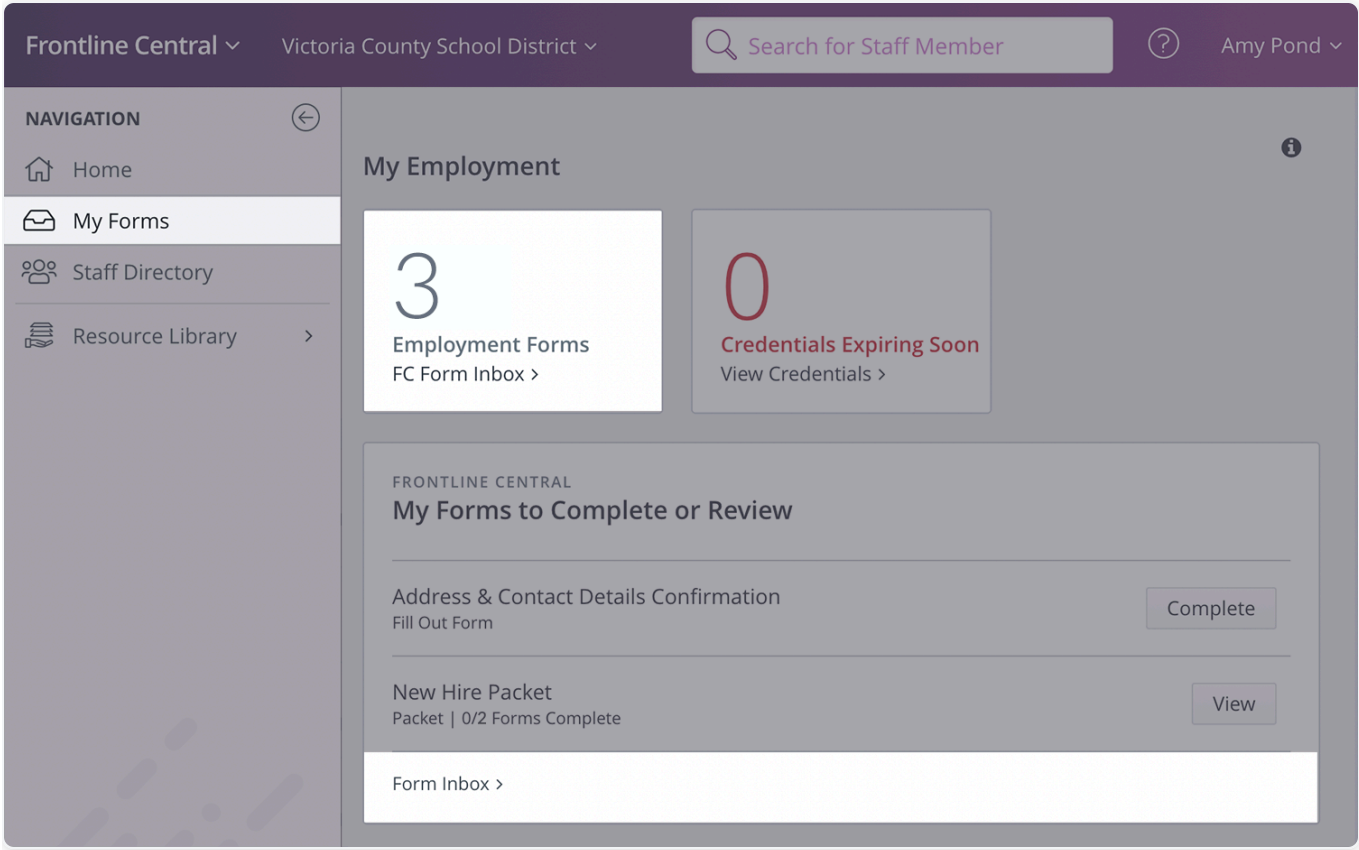 Frontline Central
Victoria County School District
Search for Staff Member
?
Amy Pond
NAVIGATION
Home
My Forms
Staff Directory
Resource Library
My Employment
i
3
Employment Forms
FC Form Inbox >
0
Credentials Expiring Soon
View Credentials >
FRONTLINE CENTRAL
My Forms to Complete or Review
Address & Contact Details Confirmation
Fill Out Form
Complete
New Hire Packet
Packet | 0/2 Forms Complete
View
Form Inbox >